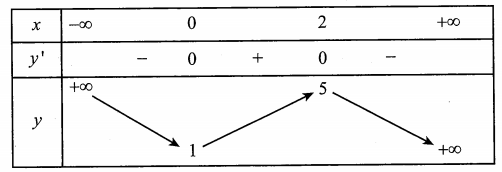 x −∞ 0 2 +∞
y' − 0 + 0 −
+∞ 5
y
1 +∞